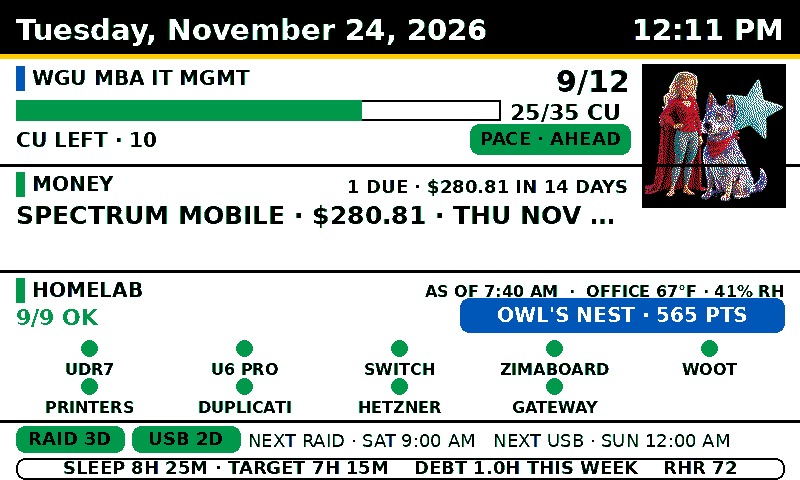 Tuesday, November 24, 2026 12:11 PM
WGU MBA IT MGMT 9/12
25/35 CU
CU LEFT · 10 PACE · AHEAD
MONEY 1 DUE · $280.81 IN 14 DAYS
SPECTRUM MOBILE · $280.81 · THU NOV ...
HOMELAB AS OF 7:40 AM · OFFICE 67°F · 41% RH
9/9 OK OWL'S NEST · 565 PTS
UDR7 U6 PRO SWITCH ZIMABOARD WOOT
PRINTERS DUPLICATI HETZNER GATEWAY
RAID 3D USB 2D NEXT RAID · SAT 9:00 AM NEXT USB · SUN 12:00 AM
SLEEP 8H 25M · TARGET 7H 15M DEBT 1.0H THIS WEEK RHR 72